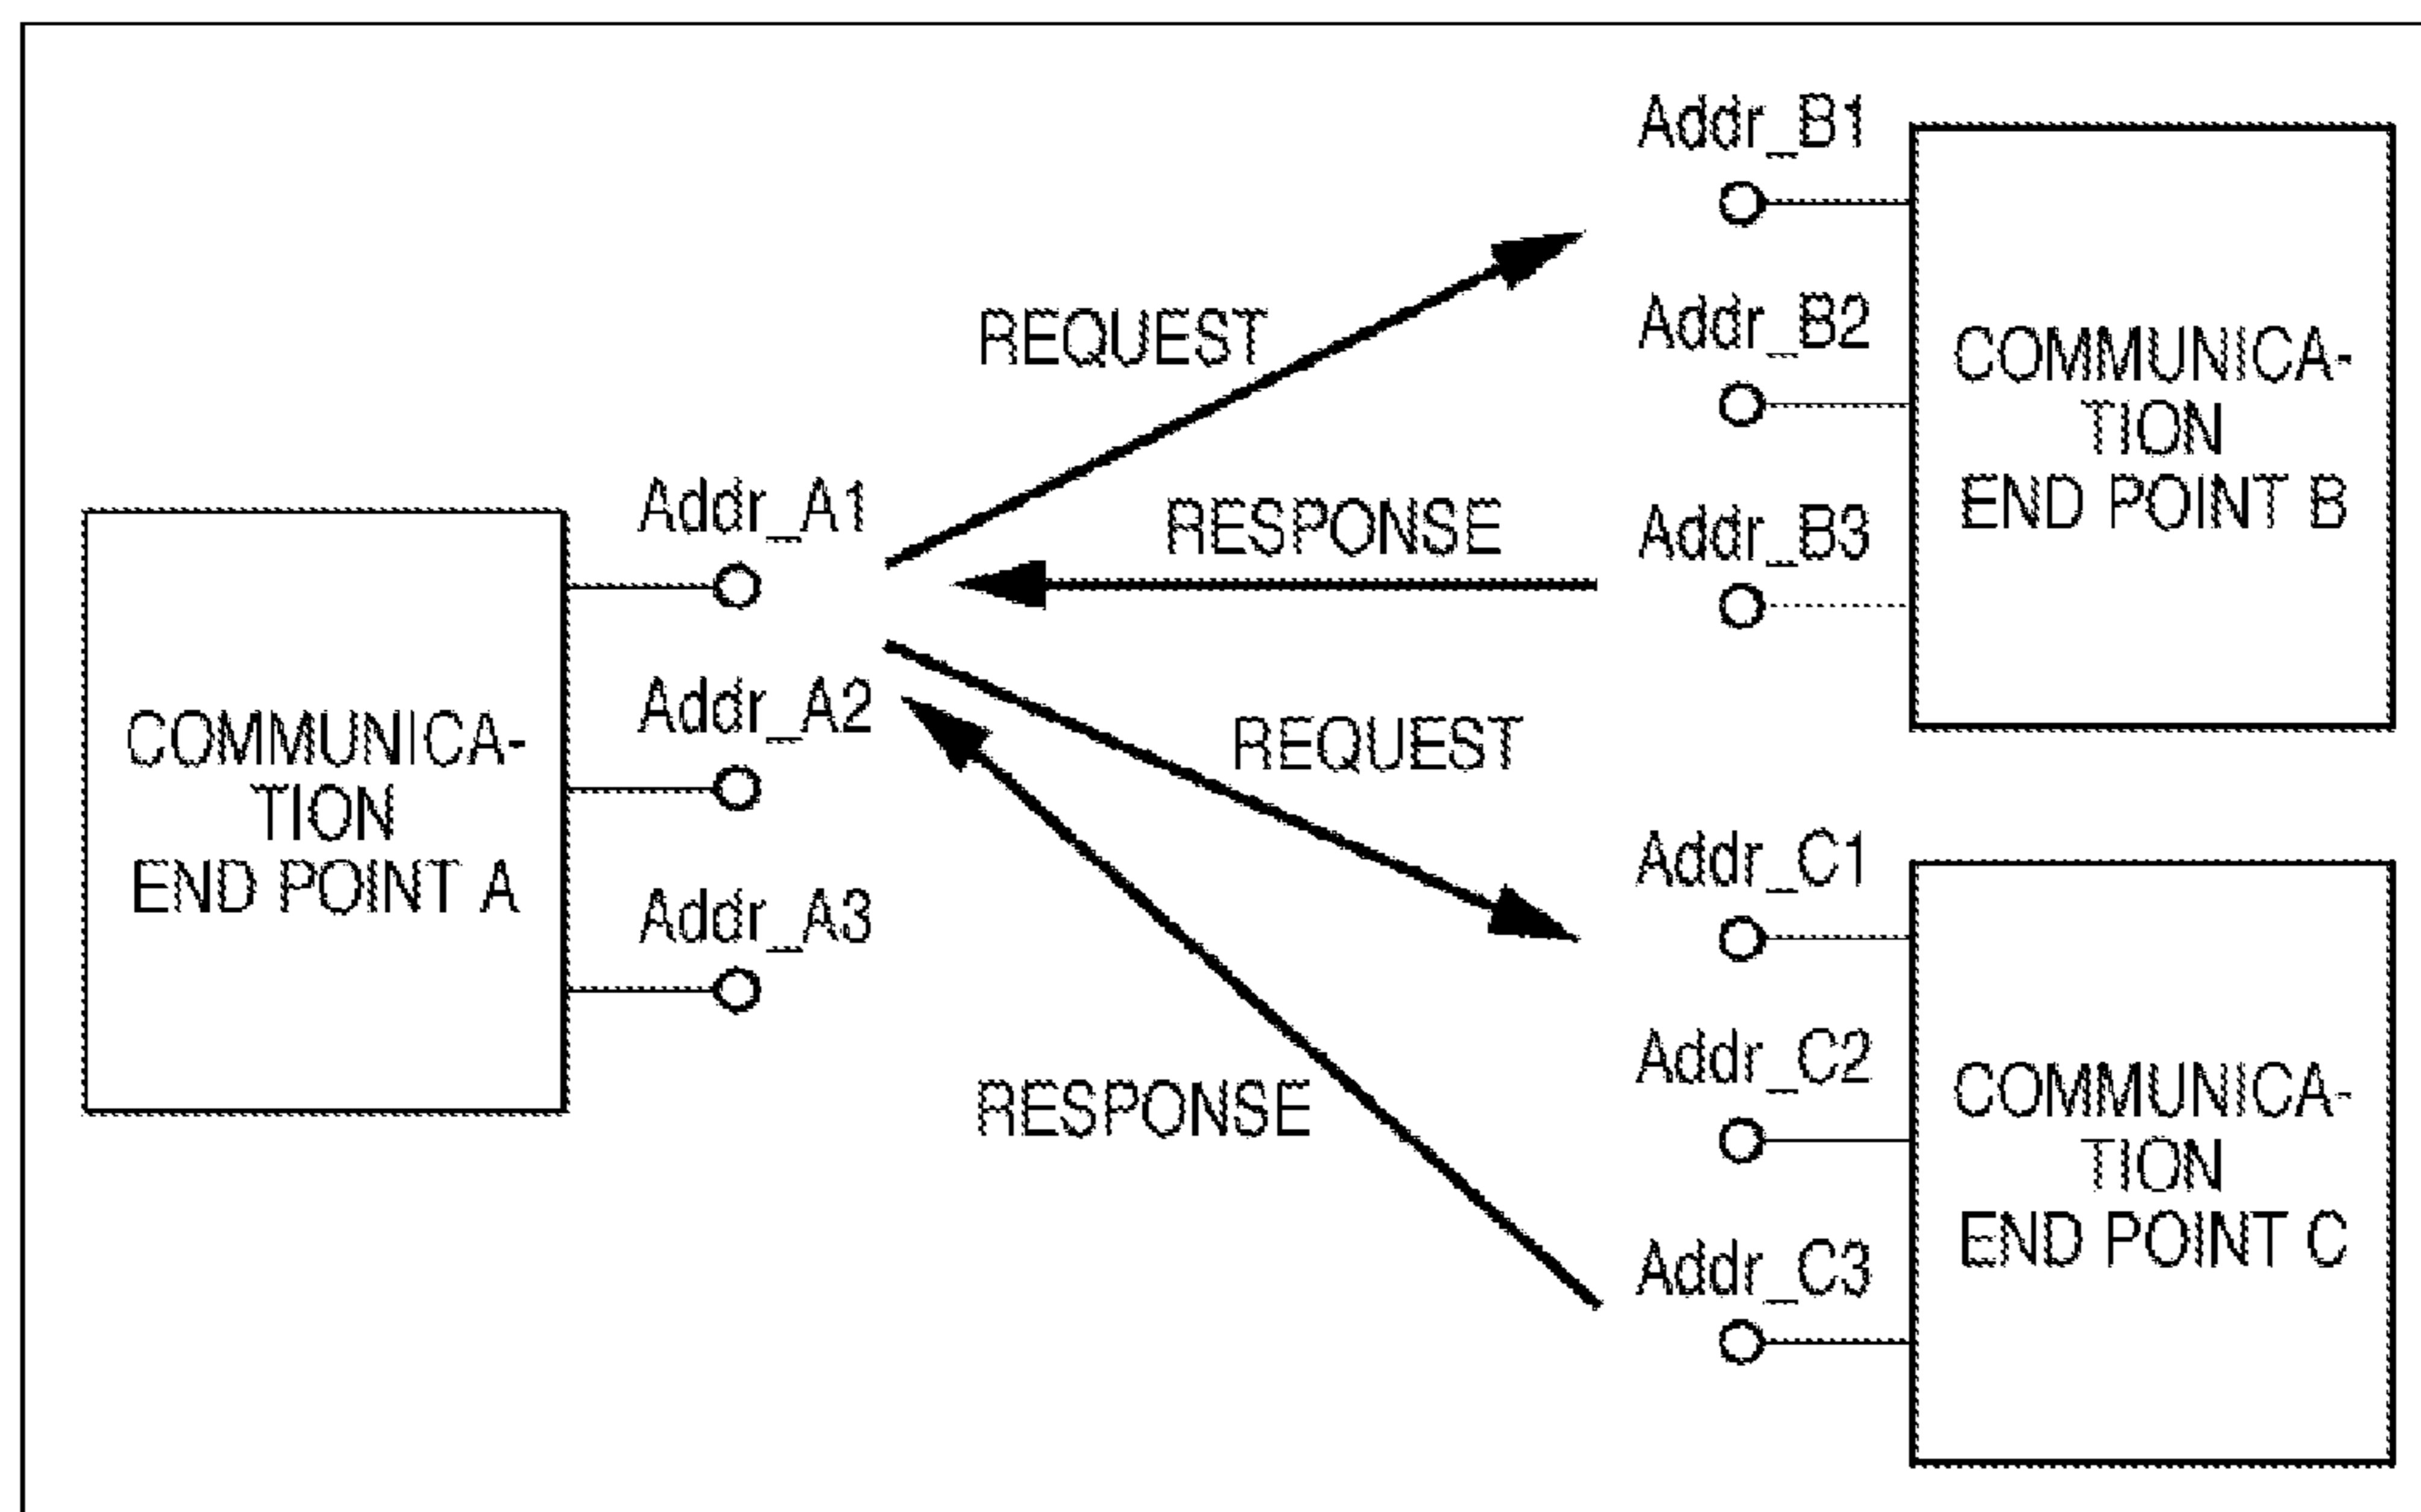 Addr_B1
Addr_B2
COMMUNICA-
TION
END POINT B
REQUEST
Addr_A1
RESPONSE
Addr_B3
COMMUNICA-
TION
END POINT A
Addr_A2
REQUEST
Addr_A3
Addr_C1
Addr_C2
COMMUNICA-
TION
END POINT C
RESPONSE
Addr_C3